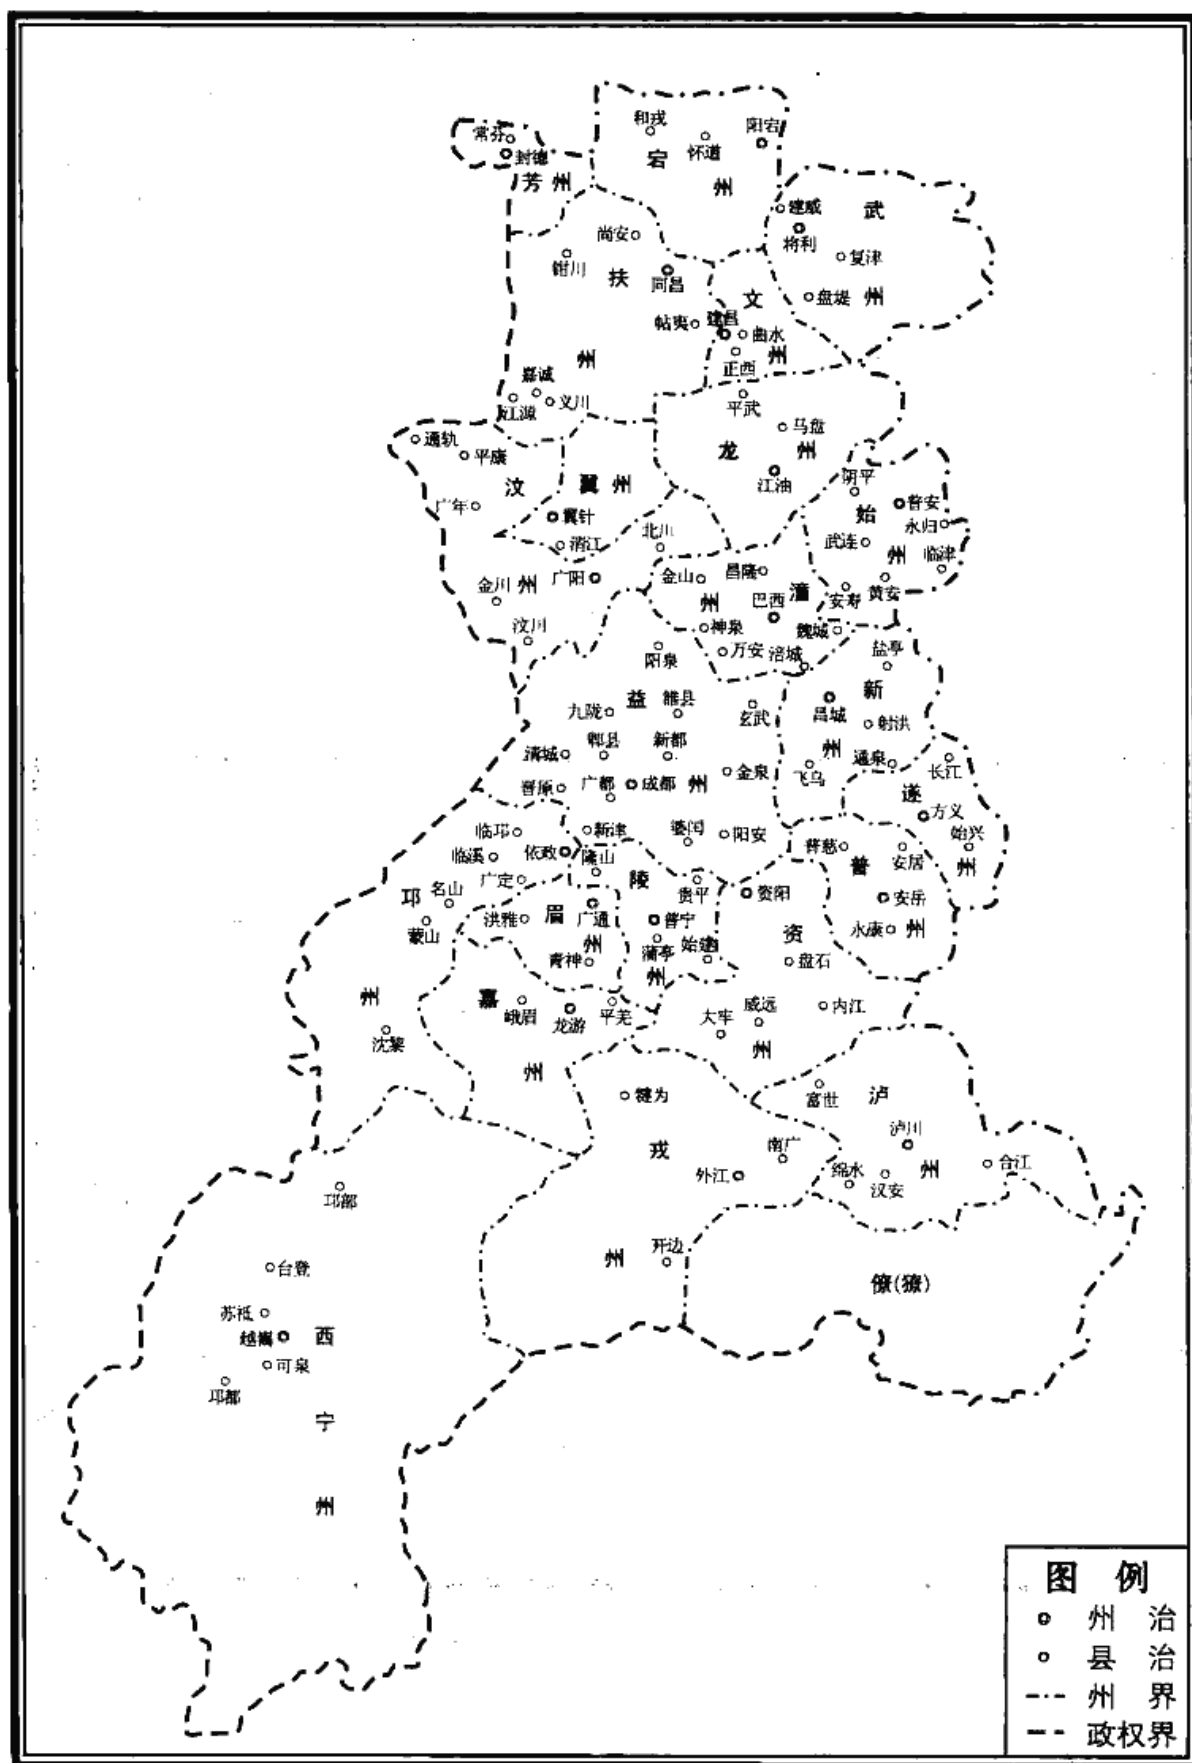 和戎
阳宕
怀道
宕
州
常芬
封德
芳州
建威
武
将利
复津
盘堤
州
尚安
钳川
扶
同昌
帖夷
州
文
建昌
曲水
正西
州
嘉诚
江源
义川
平武
马盘
龙
州
江油
通轨
平康
汶
广年
翼州
翼针
清江
北川
广阳
金川
州
汶川
阴平
普安
始
永归
武连
州
临津
安寿
黄安
金山
昌隆
潼
州
巴西
神泉
万安
涪城
魏城
盐亭
新
昌城
射洪
州
飞乌
通泉
阳泉
益
雒县
九陇
玄武
清城
郫县
新都
金泉
晋原
广都
成都
州
新津
婆闰
阳安
长江
遂
方义
始兴
州
普慈
普
安居
安岳
永康
州
临邛
依政
临溪
广定
邛
名山
蒙山
州
沈黎
隆山
陵
贵平
普宁
蒲亭
始建
州
洪雅
眉
广通
州
青神
资阳
资
盘石
内江
威远
大牢
州
嘉
峨眉
龙游
平羌
州
犍为
戎
南广
外江
州
开边
富世
泸
泸川
州
合江
绵水
汉安
僚(獠)
邛部
台登
苏祗
越嶲
西
可泉
邛都
宁
州
图 例
州 治
县 治
州 界
政权界